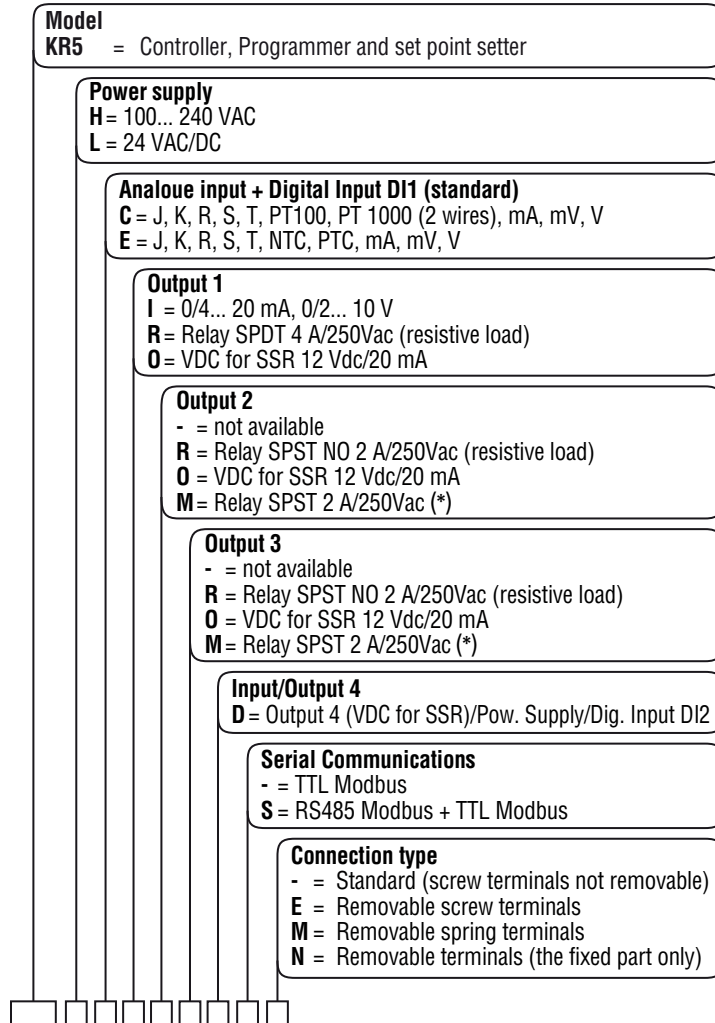 Model
KR5 = Controller, Programmer and set point setter
Power supply
H = 100... 240 VAC
L = 24 VAC/DC
Analoue input + Digital Input DI1 (standard)
C = J, K, R, S, T, PT100, PT 1000 (2 wires), mA, mV, V
E = J, K, R, S, T, NTC, PTC, mA, mV, V
Output 1
I = 0/4... 20 mA, 0/2... 10 V
R = Relay SPDT 4 A/250Vac (resistive load)
O = VDC for SSR 12 Vdc/20 mA
Output 2
- = not available
R = Relay SPST NO 2 A/250Vac (resistive load)
O = VDC for SSR 12 Vdc/20 mA
M = Relay SPST 2 A/250Vac (*)
Output 3
- = not available
R = Relay SPST NO 2 A/250Vac (resistive load)
O = VDC for SSR 12 Vdc/20 mA
M = Relay SPST 2 A/250Vac (*)
Input/Output 4
D = Output 4 (VDC for SSR)/Pow. Supply/Dig. Input DI2
Serial Communications
- = TTL Modbus
S = RS485 Modbus + TTL Modbus
Connection type
- = Standard (screw terminals not removable)
E = Removable screw terminals
M = Removable spring terminals
N = Removable terminals (the fixed part only)